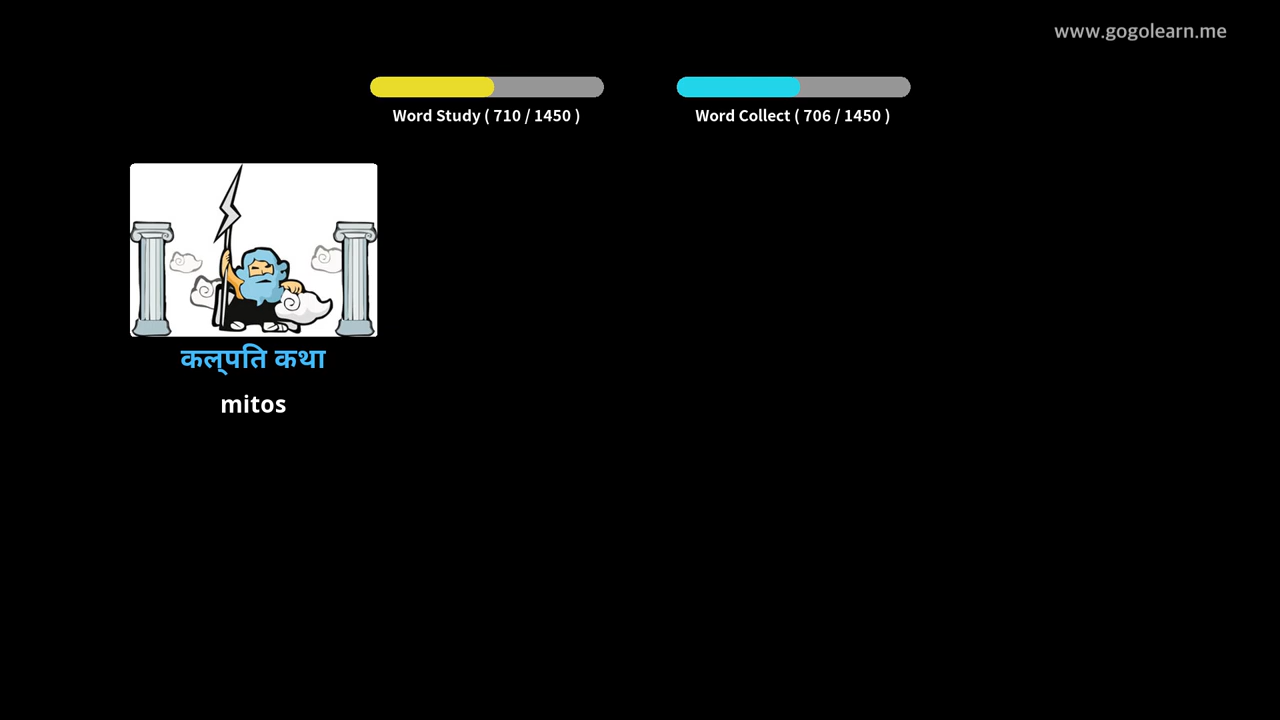 www.gogolearn.me
Word Study ( 710 / 1450 )
Word Collect ( 706 / 1450 )
कल्‌पति कथा
mitos